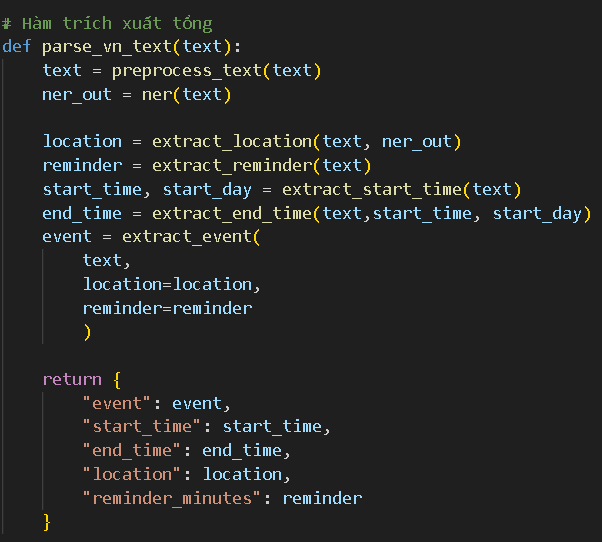 # Hàm trích xuất tổng
def parse_vn_text(text):
    text = preprocess_text(text)
    ner_out = ner(text)

    location = extract_location(text, ner_out)
    reminder = extract_reminder(text)
    start_time, start_day = extract_start_time(text)
    end_time = extract_end_time(text,start_time, start_day)
    event = extract_event(
        text,
        location=location,
        reminder=reminder
        )

    return {
        "event": event,
        "start_time": start_time,
        "end_time": end_time,
        "location": location,
        "reminder_minutes": reminder
    }